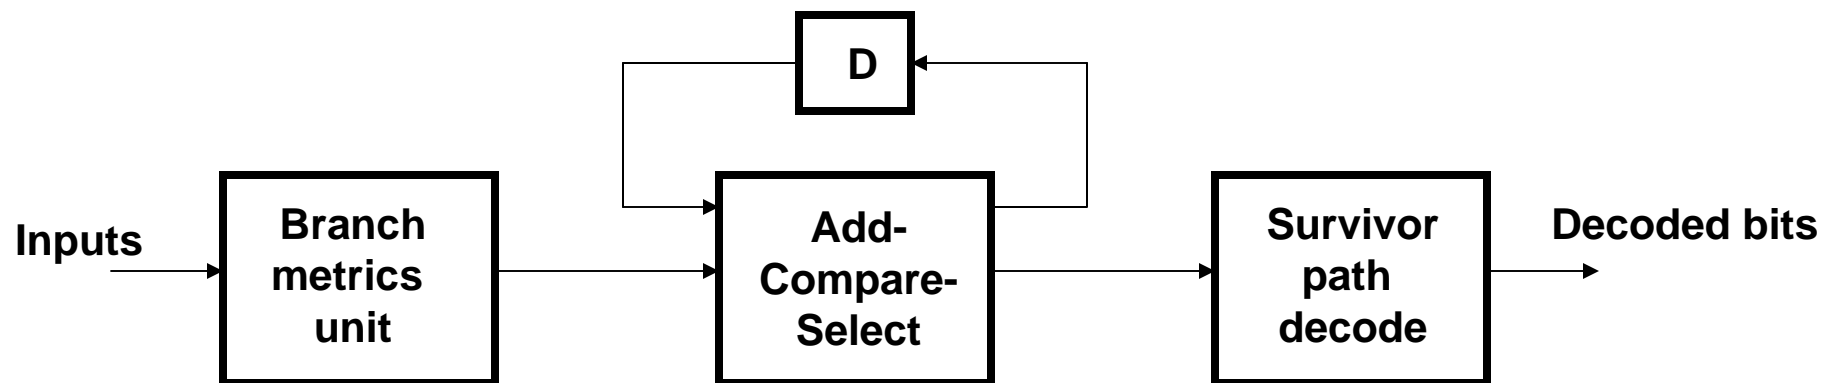 D
Inputs
Branch
metrics
unit
Add-
Compare-
Select
Survivor
path
decode
Decoded bits